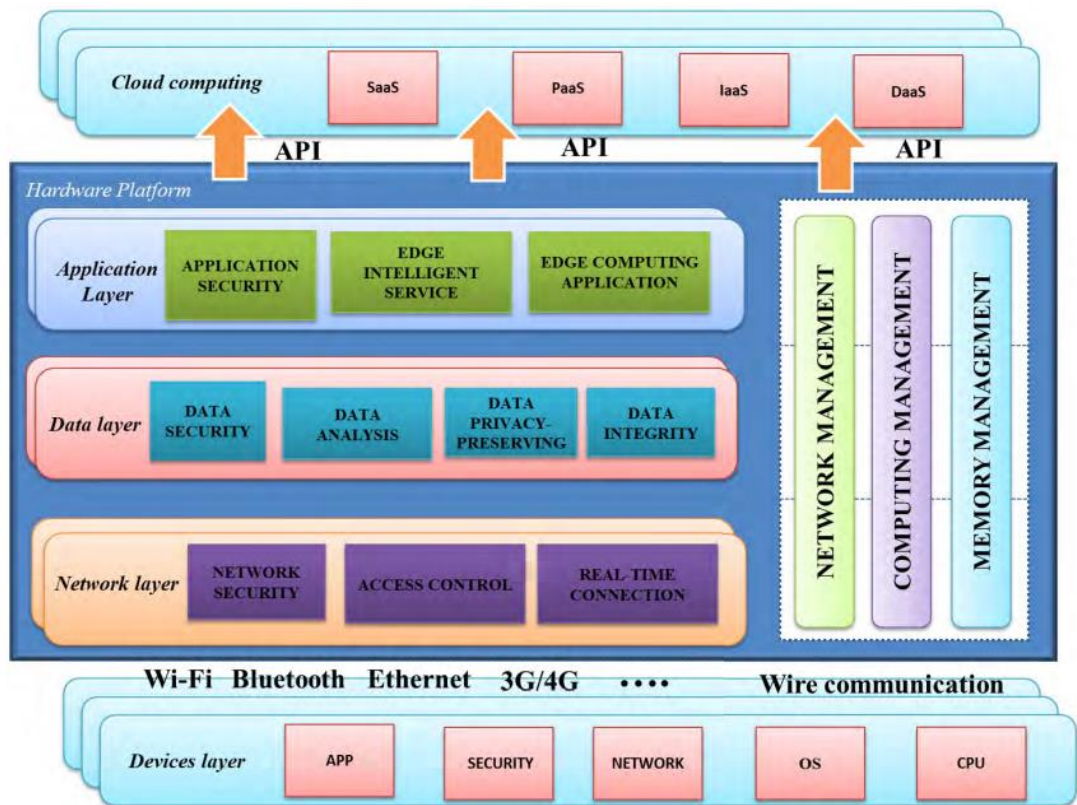 Cloud computing
SaaS
PaaS
IaaS
DaaS
API
API
API
Hardware Platform
Application
Layer
APPLICATION
SECURITY
EDGE
INTELLIGENT
SERVICE
EDGE COMPUTING
APPLICATION
Data layer
DATA
SECURITY
DATA
ANALYSIS
DATA
PRIVACY-
PRESERVING
DATA
INTEGRITY
Network layer
NETWORK
SECURITY
ACCESS CONTROL
REAL-TIME
CONNECTION
NETWORK MANAGEMENT
COMPUTING MANAGEMENT
MEMORY MANAGEMENT
Wi-Fi Bluetooth Ethernet 3G/4G •••• Wire communication
Devices layer
APP
SECURITY
NETWORK
OS
CPU